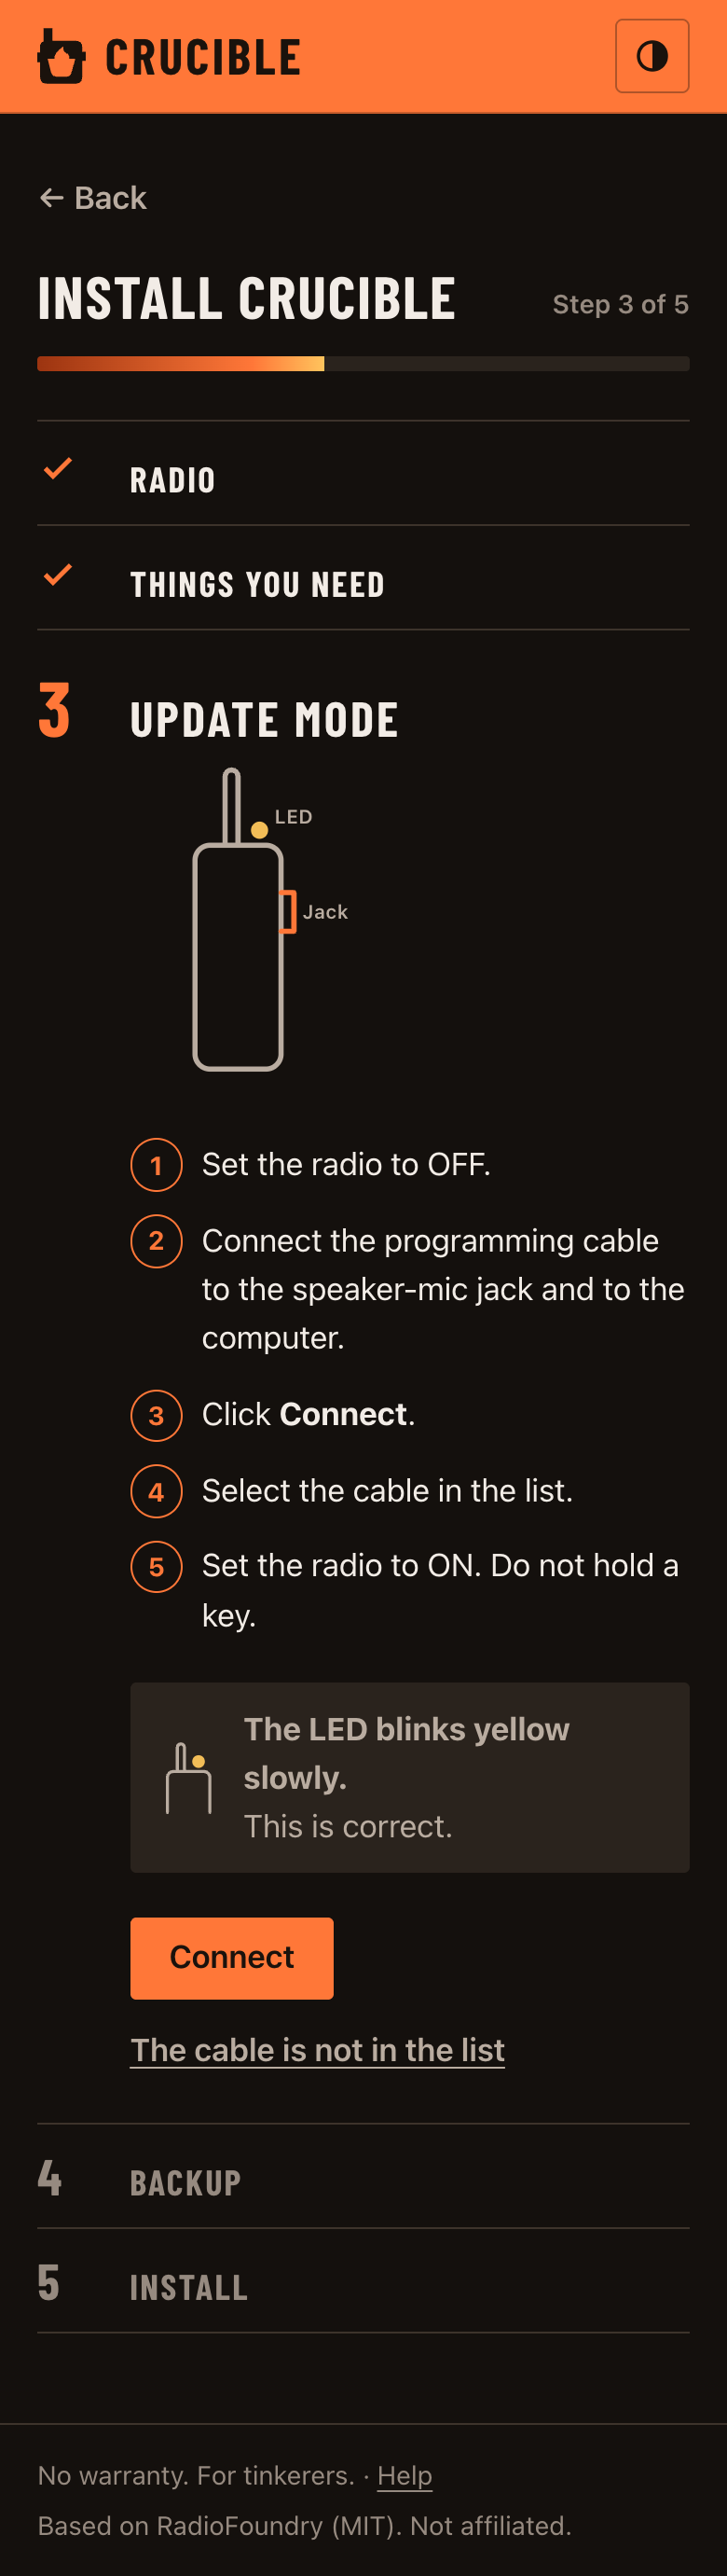 CRUCIBLE
← Back
INSTALL CRUCIBLE
Step 3 of 5
RADIO
THINGS YOU NEED
3 UPDATE MODE
LED
Jack
1 Set the radio to OFF.
2 Connect the programming cable
to the speaker-mic jack and to the
computer.
3 Click Connect.
4 Select the cable in the list.
5 Set the radio to ON. Do not hold a
key.
The LED blinks yellow
slowly.
This is correct.
Connect
The cable is not in the list
4 BACKUP
5 INSTALL
No warranty. For tinkerers. · Help
Based on RadioFoundry (MIT). Not affiliated.